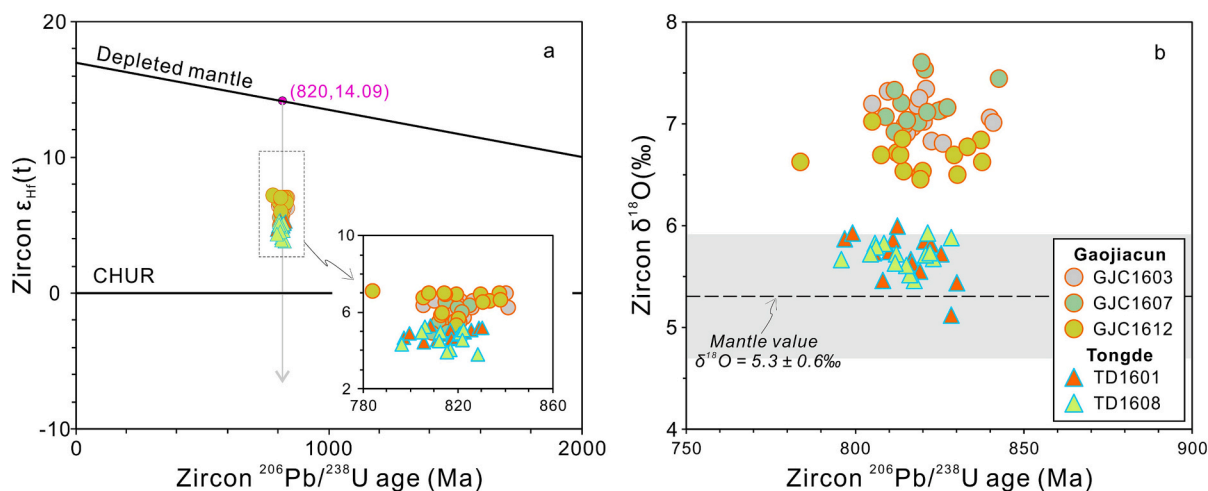 a
Zircon εHf(t)
20
10
0
-10
Depleted mantle
(820,14.09)
CHUR
10
6
2
780
820
860
0
1000
2000
Zircon ²⁰⁶Pb/²³⁸U age (Ma)
b
Zircon δ¹⁸O(‰)
8
7
6
5
4
Mantle value
δ¹⁸O = 5.3 ± 0.6‰
Gaojiacun
GJC1603
GJC1607
GJC1612
Tongde
TD1601
TD1608
750
800
850
900
Zircon ²⁰⁶Pb/²³⁸U age (Ma)